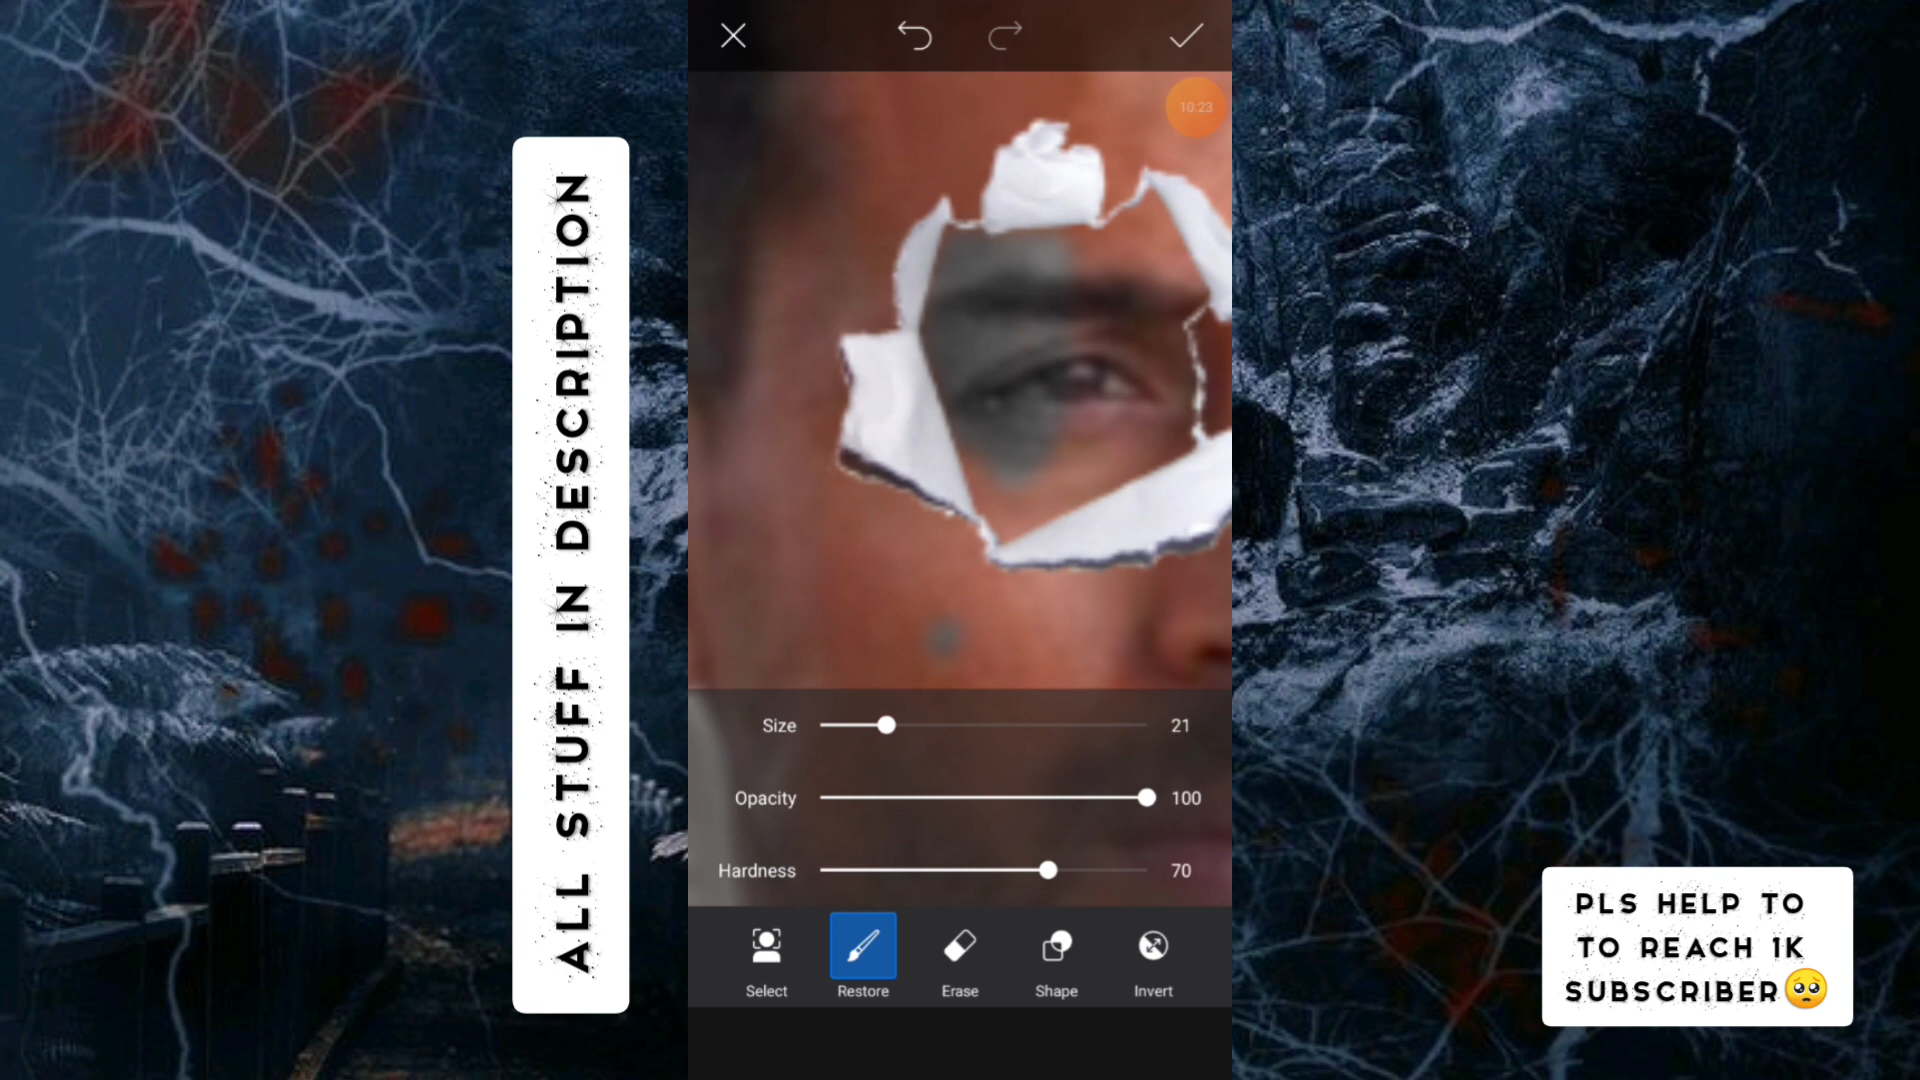 ALL STUFF IN DESCRIPTION
10:23
Size 21
Opacity 100
Hardness 70
Select Restore Erase Shape Invert
PLS HELP TO
TO REACH 1K
SUBSCRIBER🥺